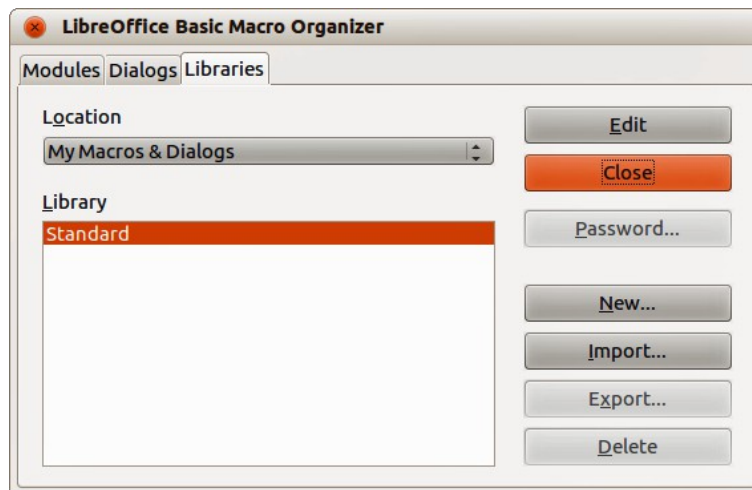 LibreOffice Basic Macro Organizer
Modules Dialogs Libraries
Location
My Macros & Dialogs
Library
Standard
Edit
Close
Password...
New...
Import...
Export...
Delete